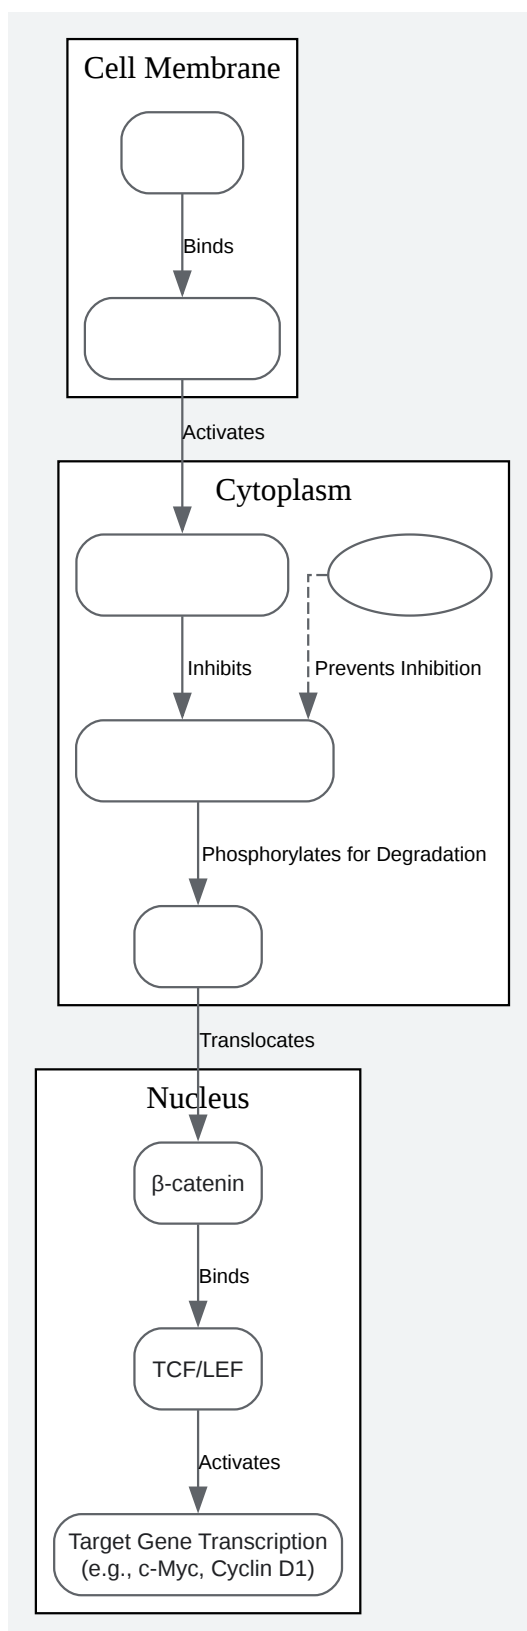 Cell Membrane
Binds
Activates
Cytoplasm
Inhibits
Prevents Inhibition
Phosphorylates for Degradation
Translocates
Nucleus
β-catenin
Binds
TCF/LEF
Activates
Target Gene Transcription
(e.g., c-Myc, Cyclin D1)